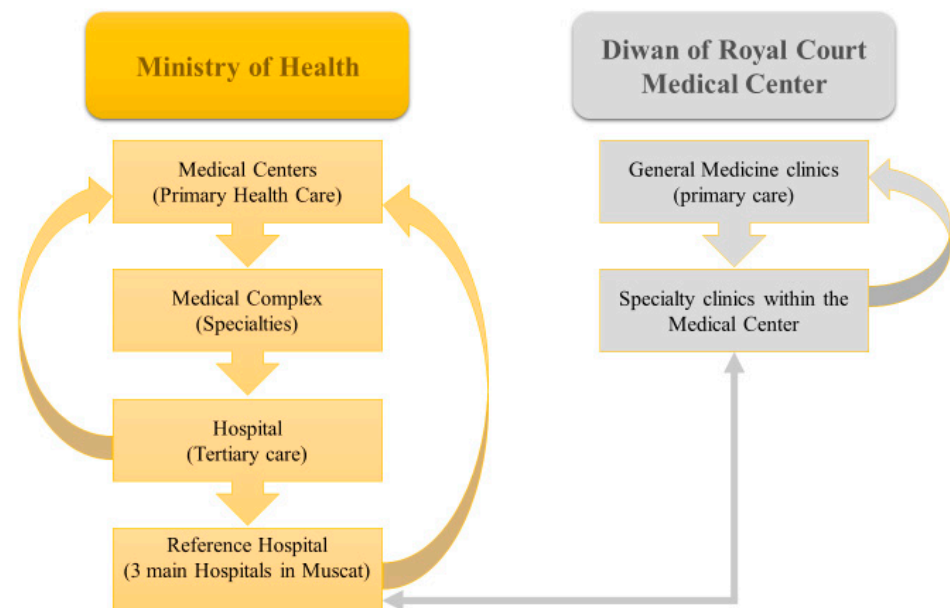 Ministry of Health
Medical Centers
(Primary Health Care)
Medical Complex
(Specialties)
Hospital
(Tertiary care)
Reference Hospital
(3 main Hospitals in Muscat)
Diwan of Royal Court
Medical Center
General Medicine clinics
(primary care)
Specialty clinics within the
Medical Center